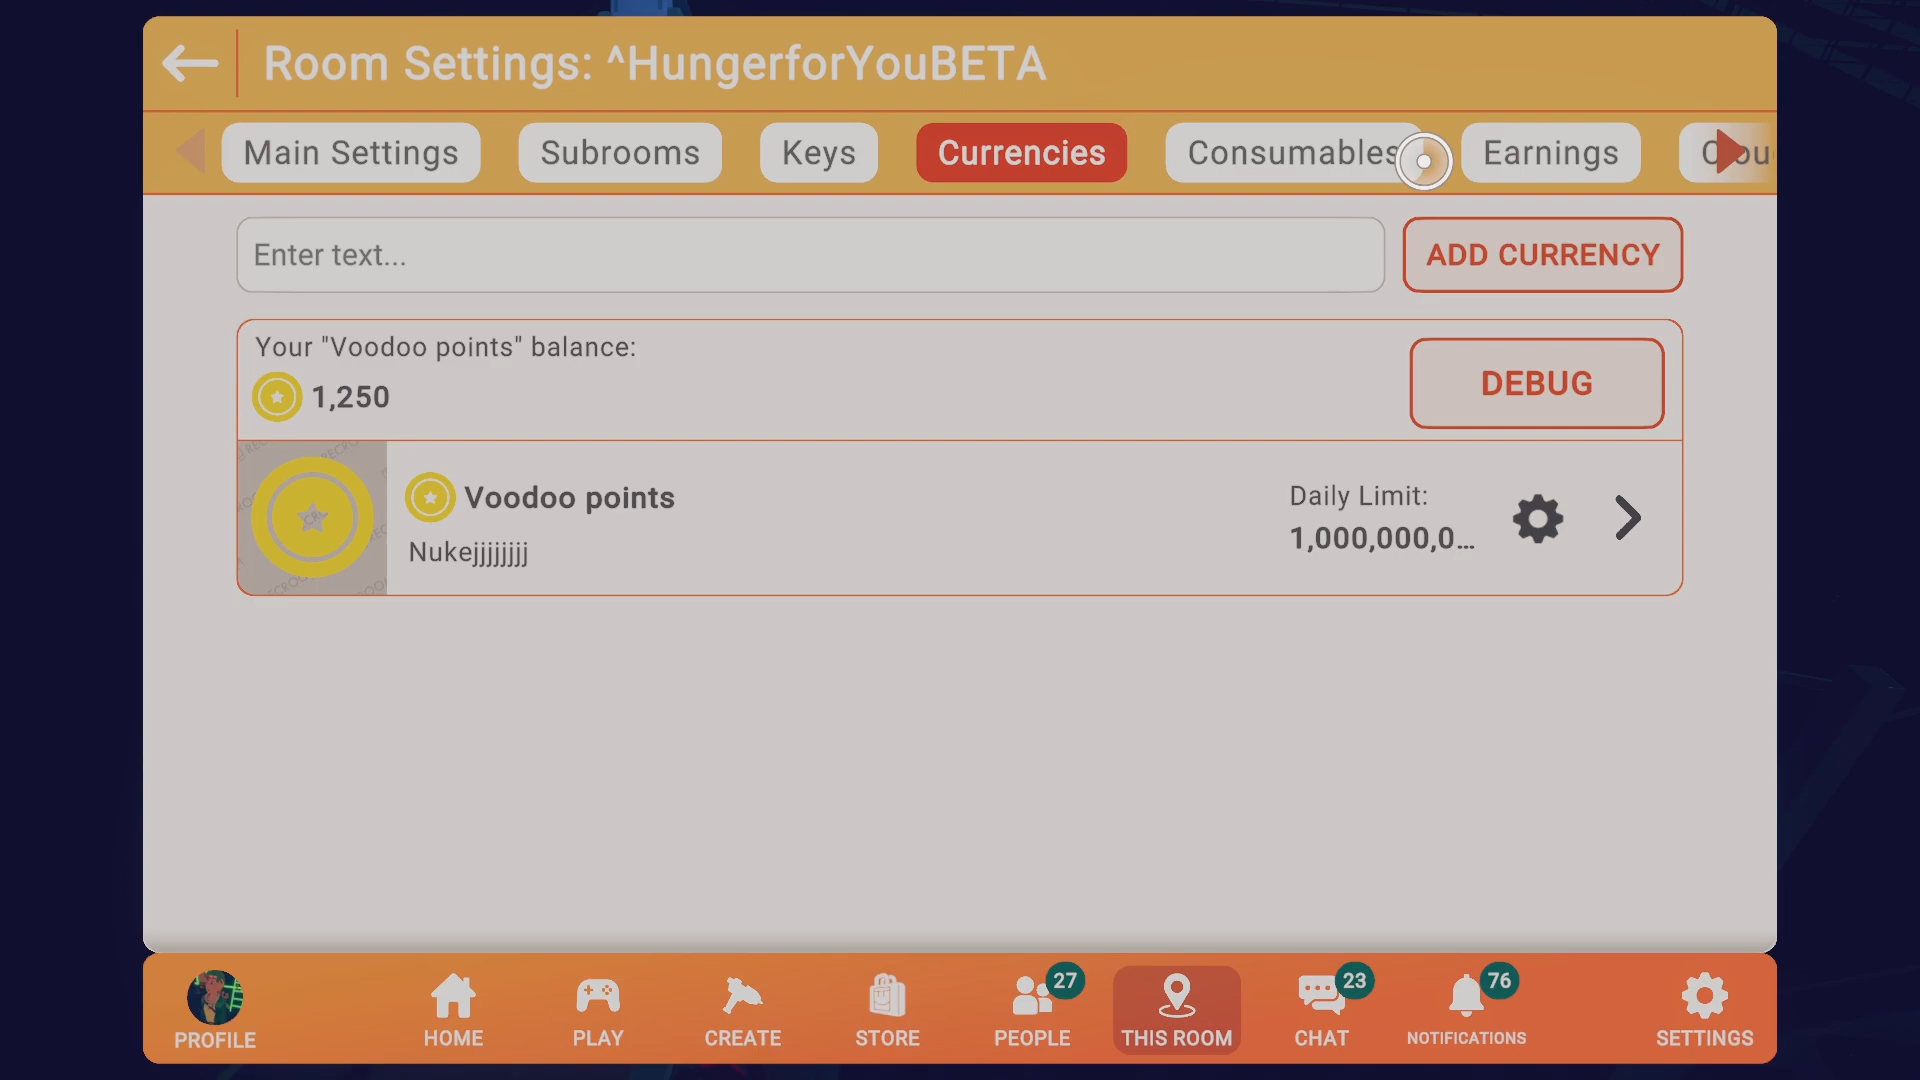 Room Settings: ^HungerforYouBETA
Main Settings
Subrooms
Keys
Currencies
Consumables
Earnings
Enter text...
ADD CURRENCY
Your "Voodoo points" balance:
1,250
DEBUG
Voodoo points
Nukejjjjjjjj
Daily Limit:
1,000,000,0...
PROFILE
HOME
PLAY
CREATE
STORE
27
PEOPLE
THIS ROOM
23
CHAT
76
NOTIFICATIONS
SETTINGS